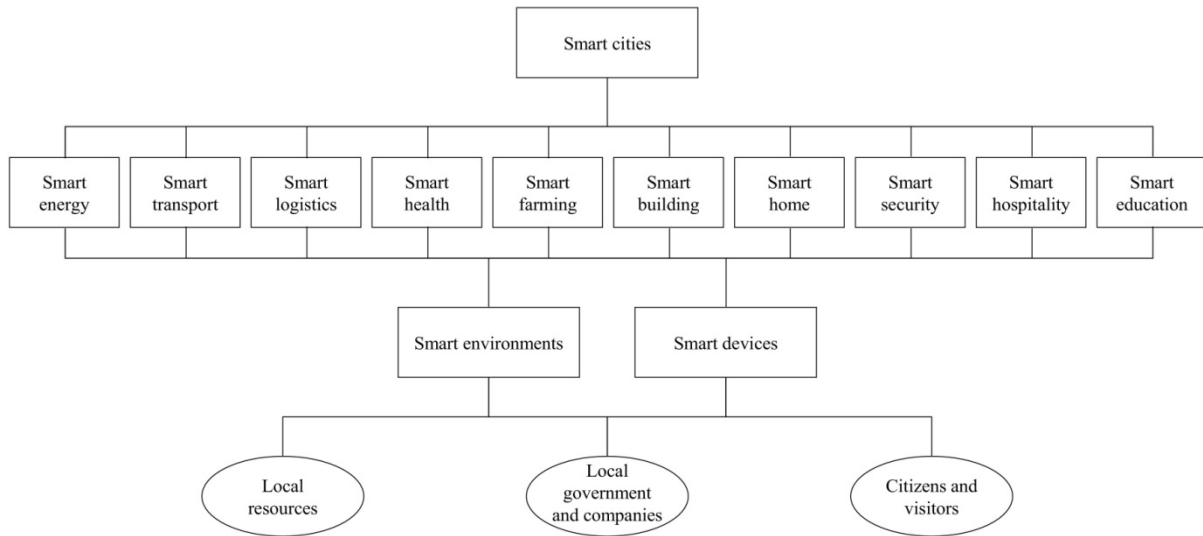 Smart cities
Smart
energy
Smart
transport
Smart
logistics
Smart
health
Smart
farming
Smart
building
Smart
home
Smart
security
Smart
hospitality
Smart
education
Smart environments
Smart devices
Local
resources
Local
government
and companies
Citizens and
visitors